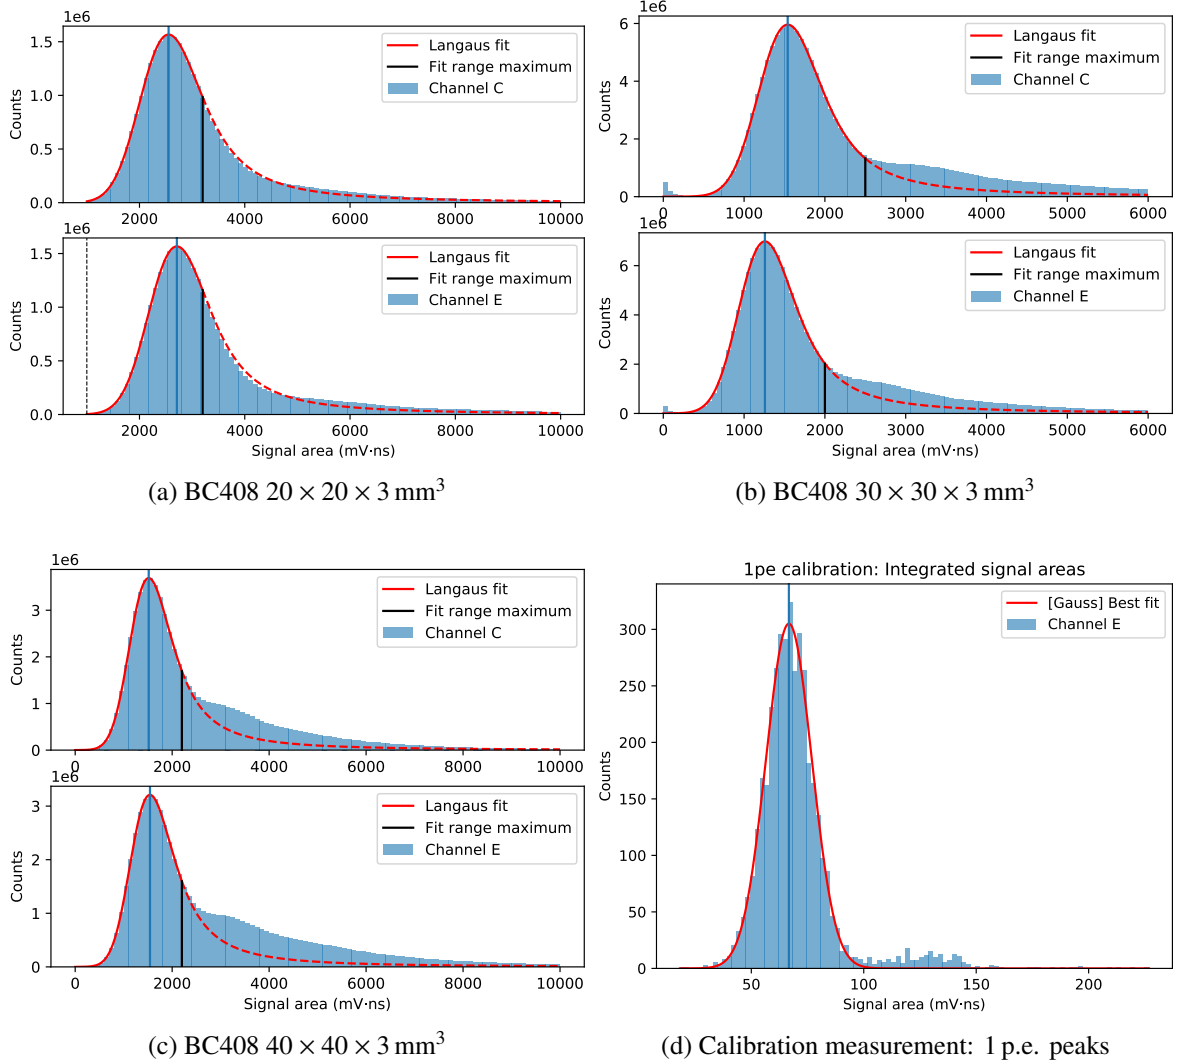 1e6
Counts
1.5
1.0
0.5
0.0
2000 4000 6000 8000 10000
Langaus fit
Fit range maximum
Channel C
1e6
Counts
1.5
1.0
0.5
0.0
2000 4000 6000 8000 10000
Signal area (mV·ns)
Langaus fit
Fit range maximum
Channel E
(a) BC408 20 × 20 × 3 mm³
1e6
Counts
6
4
2
0
0 1000 2000 3000 4000 5000 6000
Langaus fit
Fit range maximum
Channel C
1e6
Counts
6
4
2
0
0 1000 2000 3000 4000 5000 6000
Signal area (mV·ns)
Langaus fit
Fit range maximum
Channel E
(b) BC408 30 × 30 × 3 mm³
1e6
Counts
3
2
1
0
0 2000 4000 6000 8000 10000
Langaus fit
Fit range maximum
Channel C
1e6
Counts
3
2
1
0
0 2000 4000 6000 8000 10000
Signal area (mV·ns)
Langaus fit
Fit range maximum
Channel E
(c) BC408 40 × 40 × 3 mm³
1pe calibration: Integrated signal areas
Counts
300
250
200
150
100
50
0
50 100 150 200
Signal area (mV·ns)
[Gauss] Best fit
Channel E
(d) Calibration measurement: 1 p.e. peaks